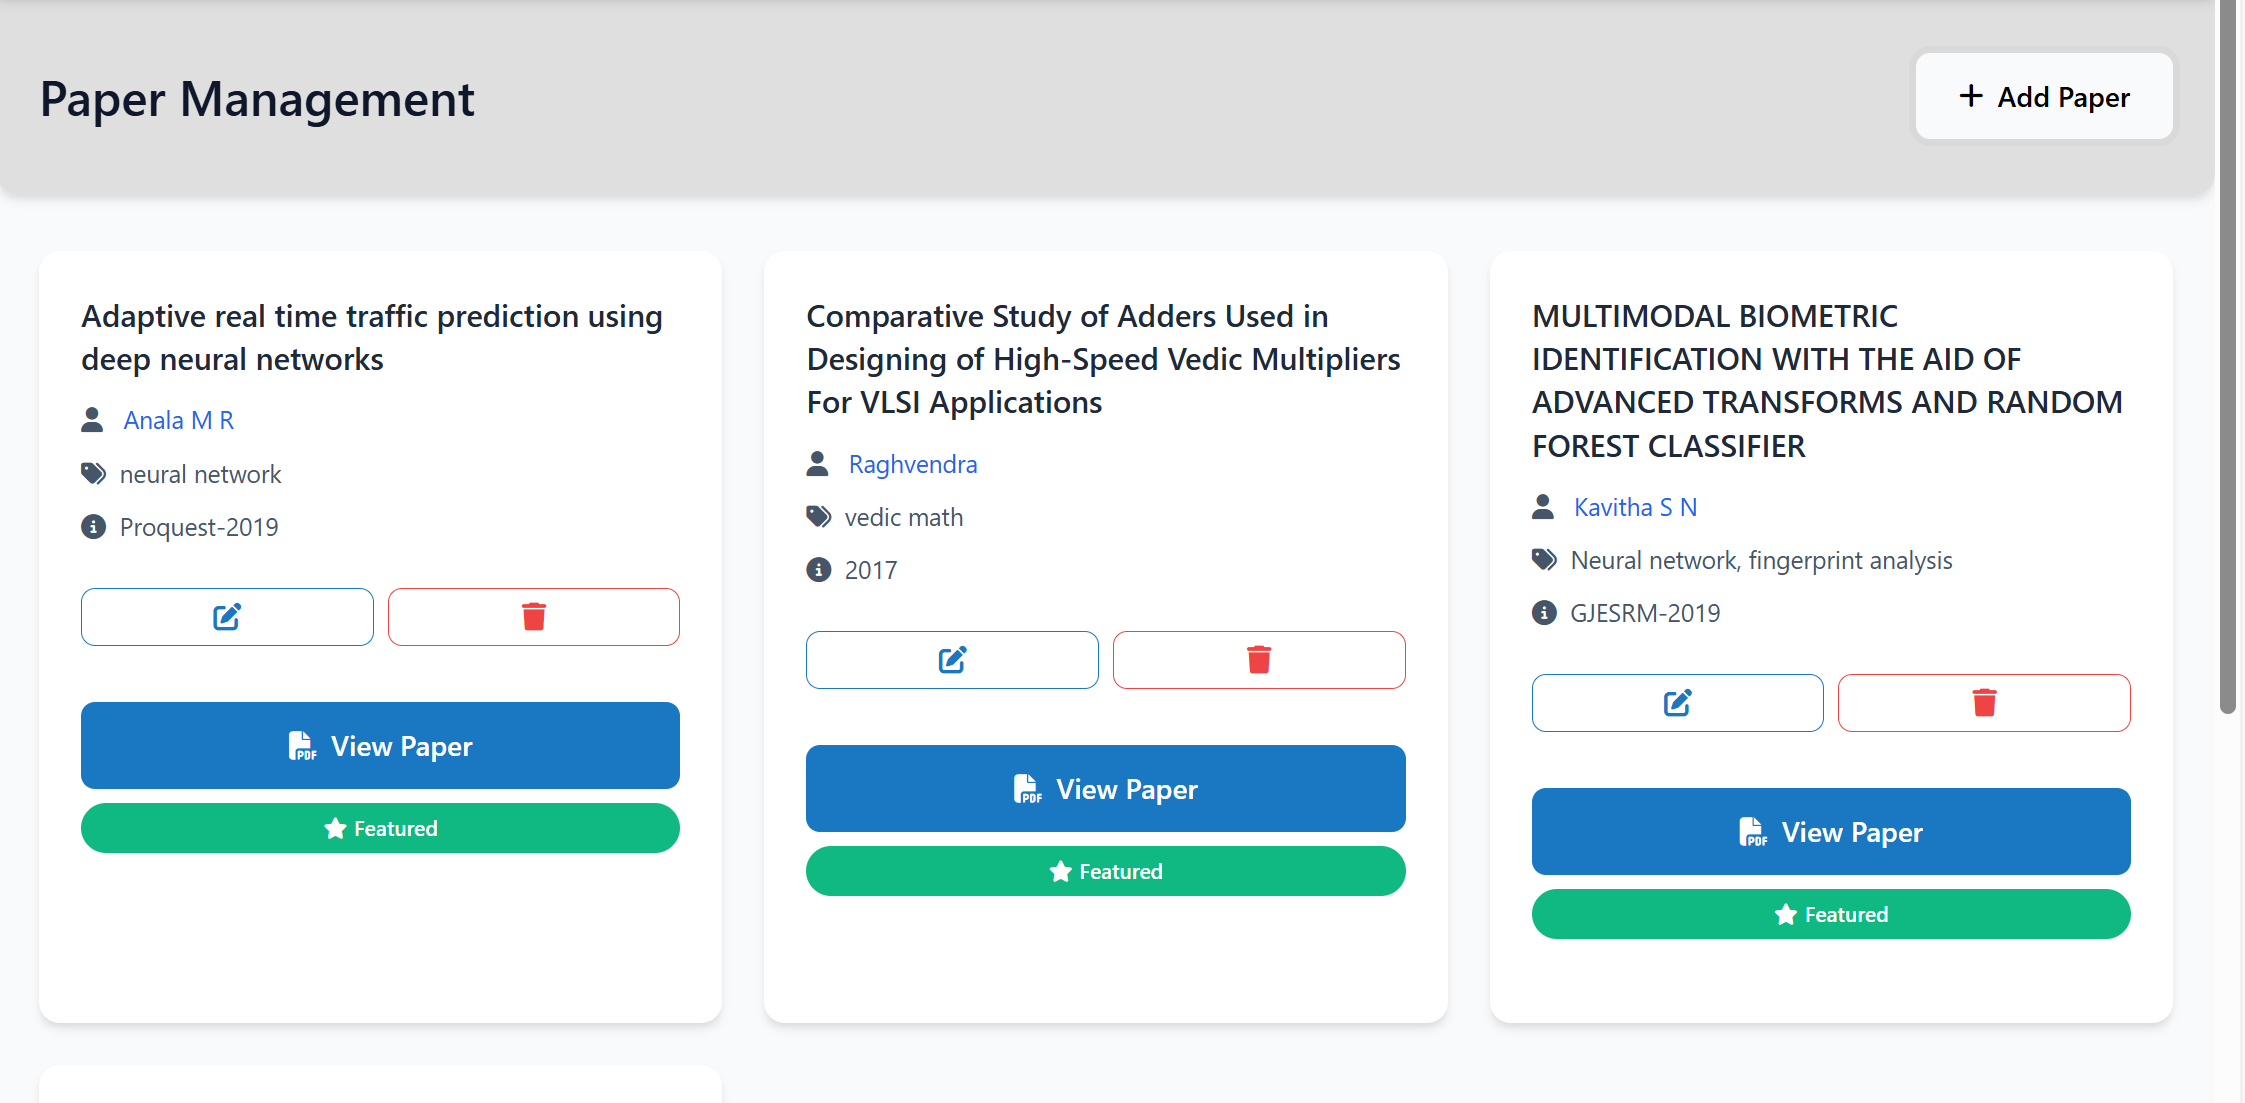 Paper Management
Add Paper
Adaptive real time traffic prediction using
deep neural networks
Anala M R
neural network
Proquest-2019
View Paper
Featured
Comparative Study of Adders Used in
Designing of High-Speed Vedic Multipliers
For VLSI Applications
Raghvendra
vedic math
2017
View Paper
Featured
MULTIMODAL BIOMETRIC
IDENTIFICATION WITH THE AID OF
ADVANCED TRANSFORMS AND RANDOM
FOREST CLASSIFIER
Kavitha S N
Neural network, fingerprint analysis
GJESRM-2019
View Paper
Featured